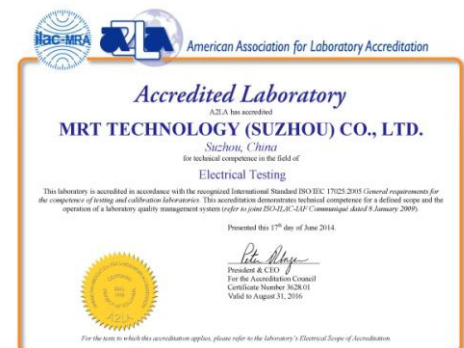 ilac-MRA
A2LA
American Association for Laboratory Accreditation
Accredited Laboratory
A2LA has accredited
MRT TECHNOLOGY (SUZHOU) CO., LTD.
Suzhou, China
for technical competence in the field of
Electrical Testing
This laboratory is accredited in accordance with the recognized International Standard ISO/IEC 17025:2005 General requirements for
the competence of testing and calibration laboratories. This accreditation demonstrates technical competence for a defined scope and the
operation of a laboratory quality management system (refer to joint ISO-ILAC-IAF Communiqué dated 8 January 2009).
Presented this 17th day of June 2014.
President & CEO
For the Accreditation Council
Certificate Number 3628.01
Valid to August 31, 2016
A2LA
For the tests to which this accreditation applies, please refer to the laboratory's Electrical Scope of Accreditation.